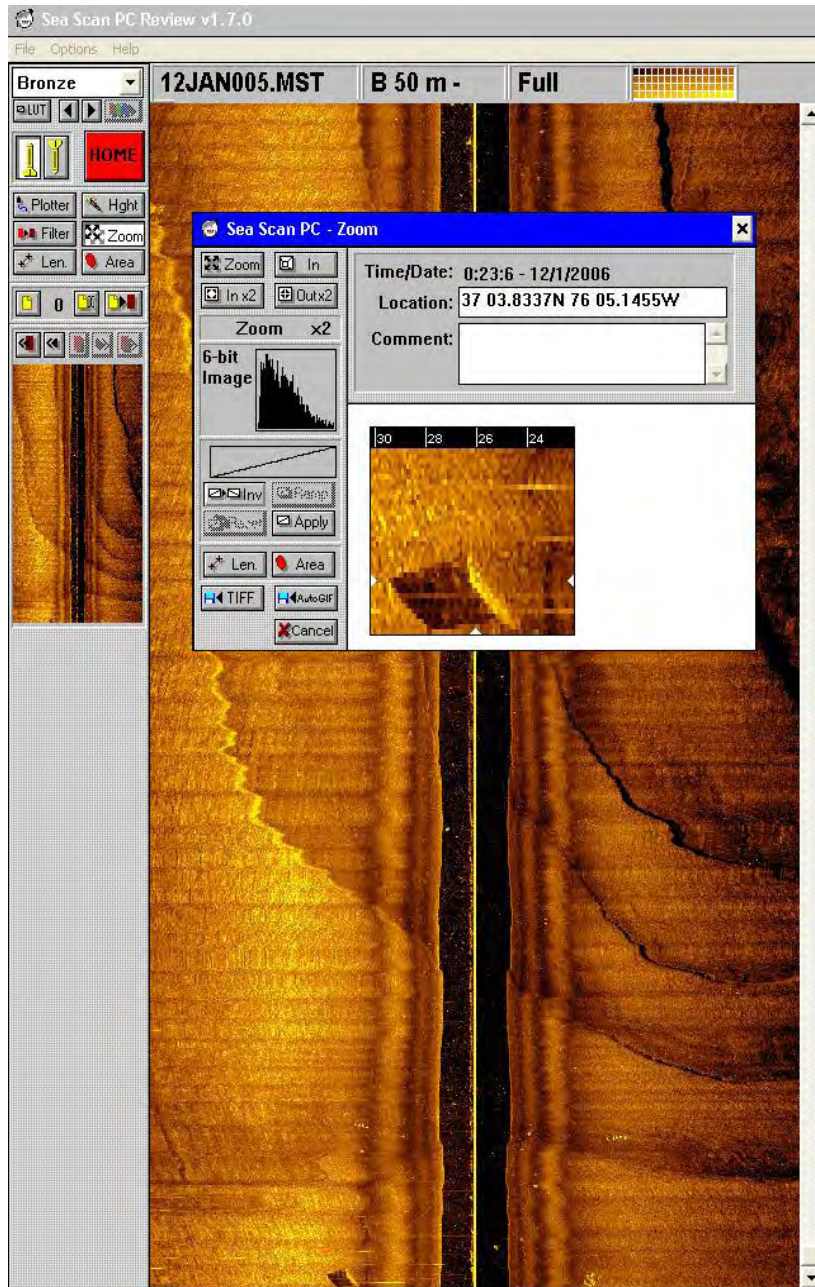 Sea Scan PC Review v1.7.0
File Options Help
Bronze 12JAN005.MST B 50 m - Full
LUT
HOME
Plotter Hght
Filter Zoom
Len. Area
0
Sea Scan PC - Zoom
Zoom In
In x2 Out x2
Zoom x2
6-bit
Image
Inv Ramp
Reset Apply
Len. Area
TIFF AutoGIF
Cancel
Time/Date: 0:23:6 - 12/1/2006
Location: 37 03.8337N 76 05.1455W
Comment:
30 28 26 24